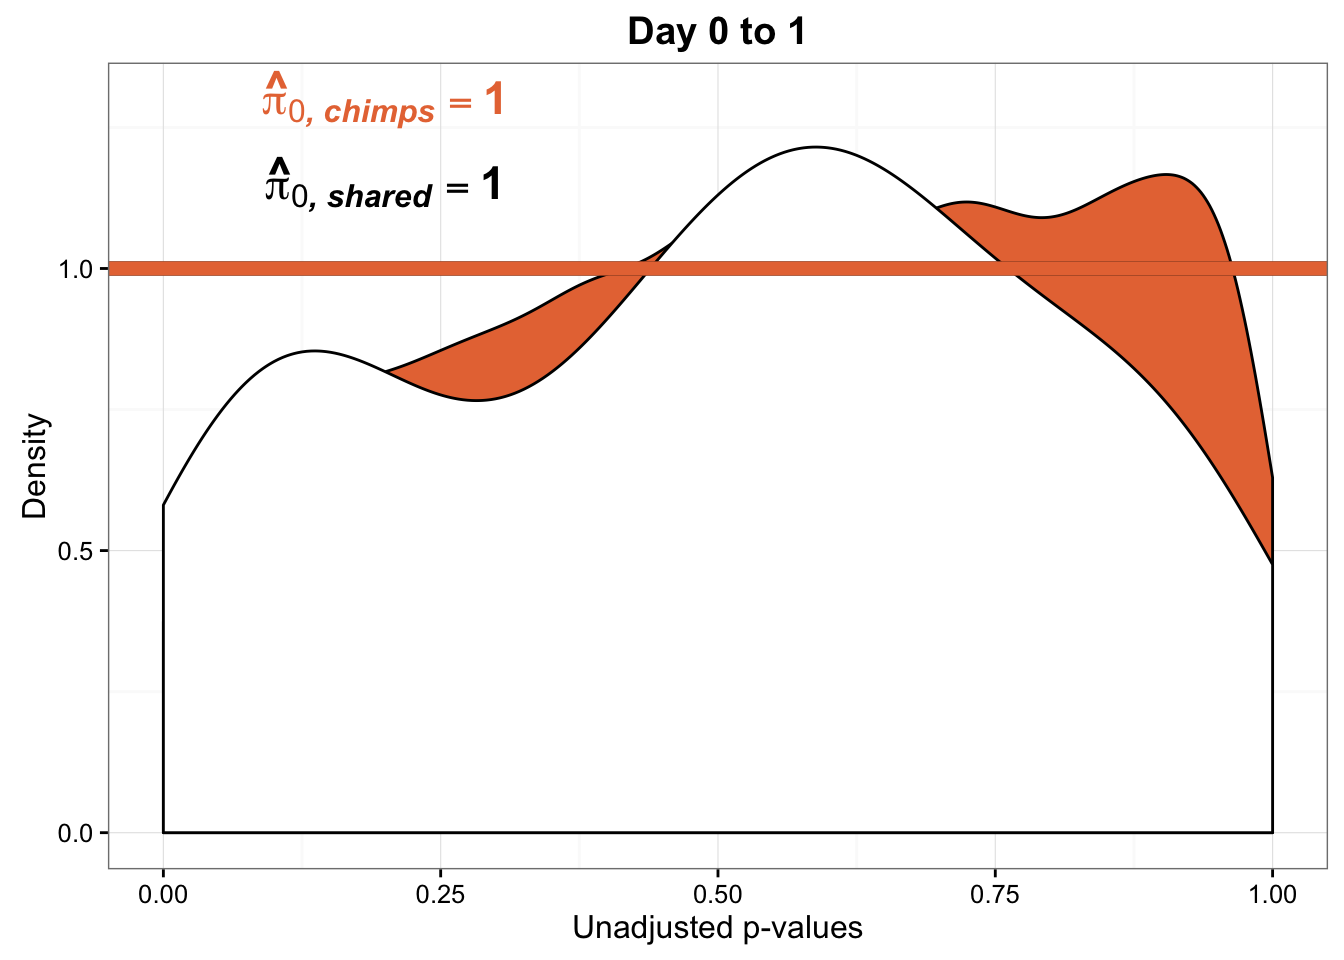 Day 0 to 1
π̂0, chimps = 1
π̂0, shared = 1
1.0
0.5
0.0
Density
0.00 0.25 0.50 0.75 1.00
Unadjusted p-values